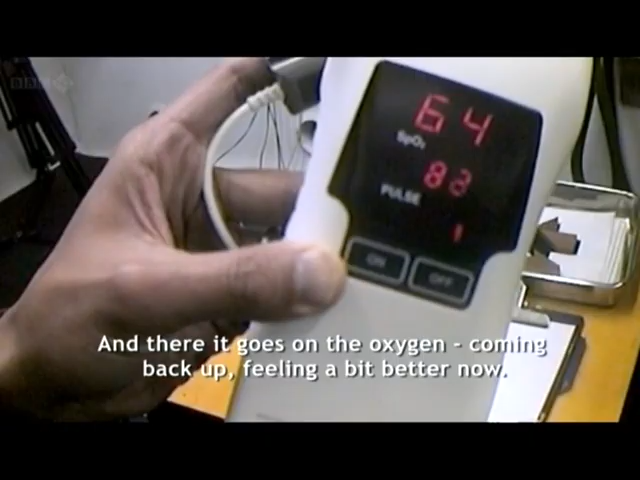 BBC
64
SpO₂
82
PULSE
ON
OFF
And there it goes on the oxygen - coming
back up, feeling a bit better now.